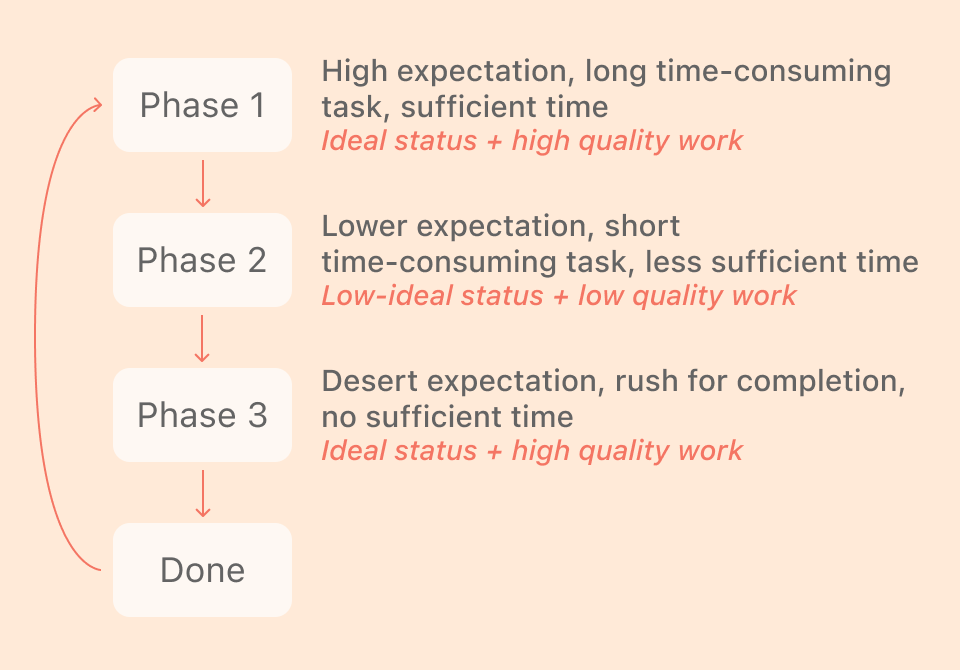 Phase 1
High expectation, long time-consuming
task, sufficient time
Ideal status + high quality work
Phase 2
Lower expectation, short
time-consuming task, less sufficient time
Low-ideal status + low quality work
Phase 3
Desert expectation, rush for completion,
no sufficient time
Ideal status + high quality work
Done